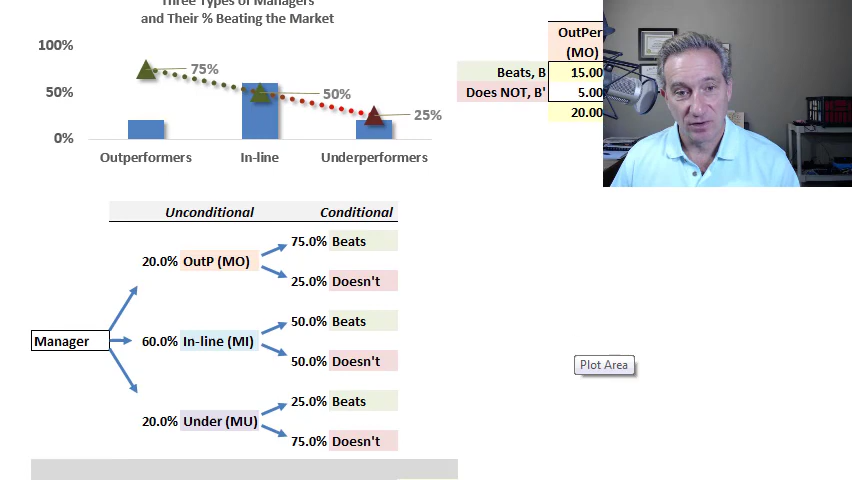 Three Types of Managers
and Their % Beating the Market
100%
50%
0%
75%
50%
25%
Outperformers
In-line
Underperformers
(MO)
Beats, B
15.00
Does NOT, B'
5.00
20.00
Unconditional
Conditional
Manager
20.0% OutP (MO)
75.0% Beats
25.0% Doesn't
60.0% In-line (MI)
50.0% Beats
50.0% Doesn't
20.0% Under (MU)
25.0% Beats
75.0% Doesn't
Plot Area